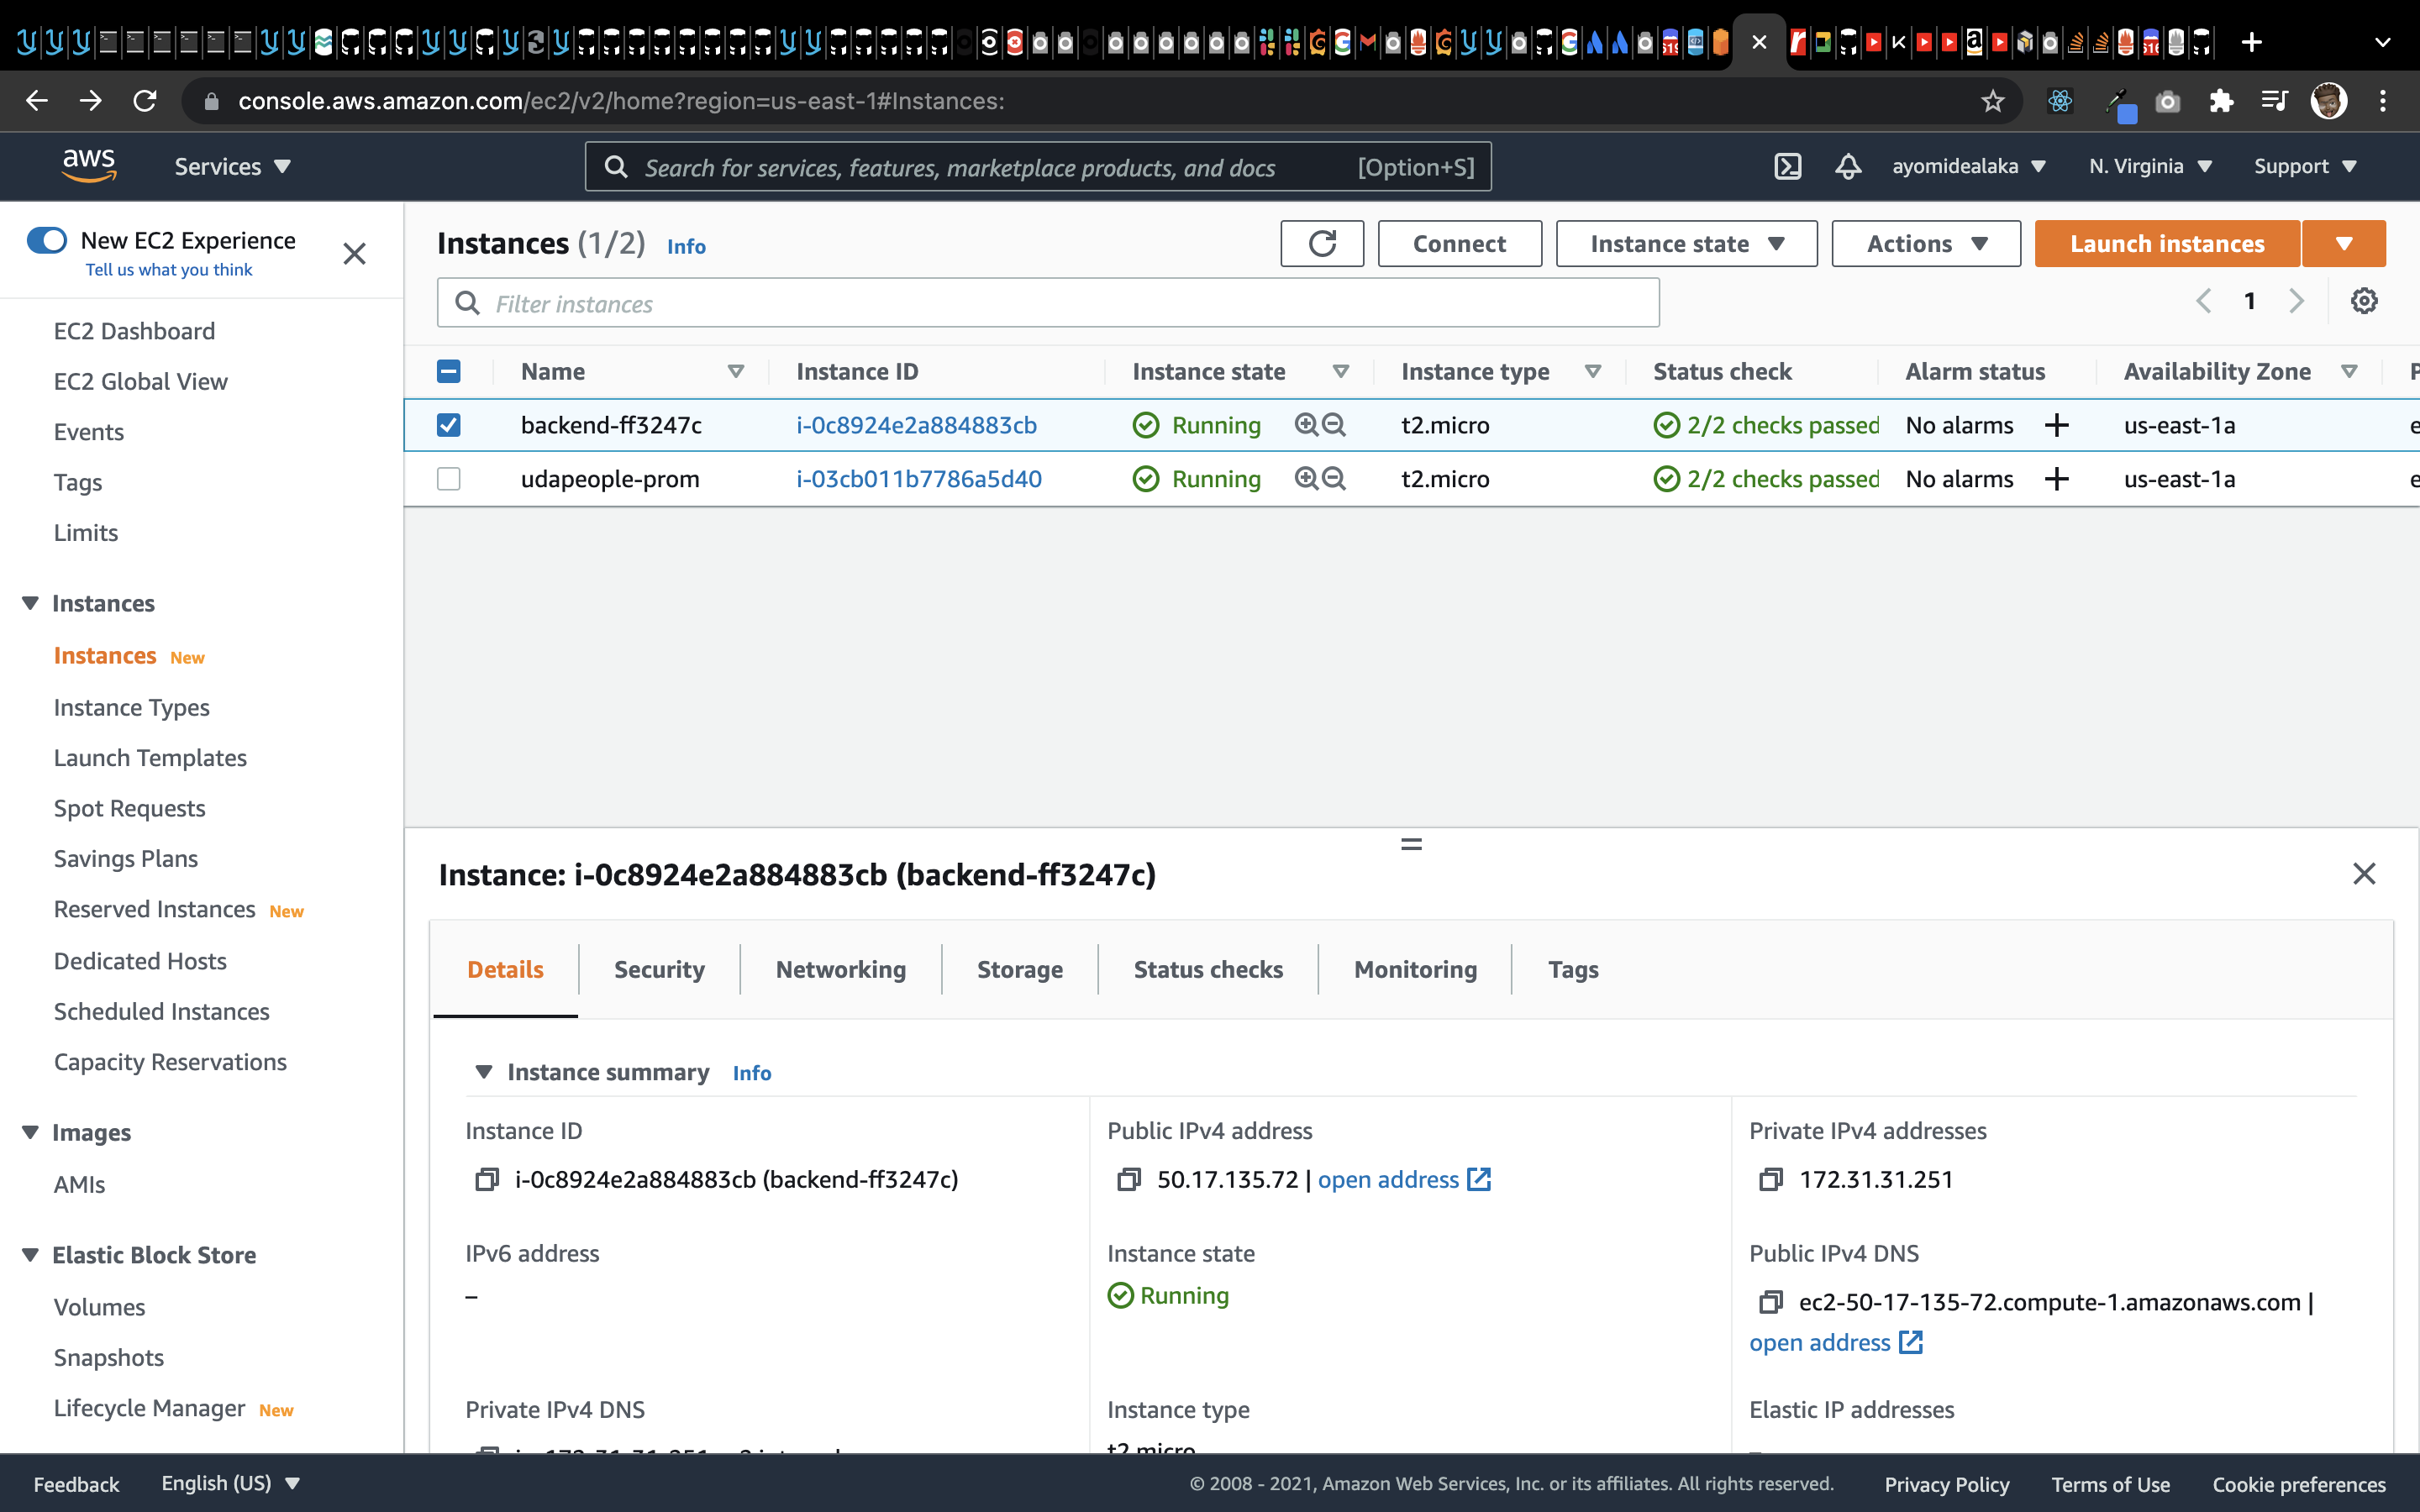 console.aws.amazon.com/ec2/v2/home?region=us-east-1#Instances:
aws
Services
Search for services, features, marketplace products, and docs
[Option+S]
ayomidealaka
N. Virginia
Support
New EC2 Experience
Tell us what you think
EC2 Dashboard
EC2 Global View
Events
Tags
Limits
Instances
Instances New
Instance Types
Launch Templates
Spot Requests
Savings Plans
Reserved Instances New
Dedicated Hosts
Scheduled Instances
Capacity Reservations
Images
AMIs
Elastic Block Store
Volumes
Snapshots
Lifecycle Manager New
Instances (1/2) Info
Connect
Instance state
Actions
Launch instances
Filter instances
1
Name Instance ID Instance state Instance type Status check Alarm status Availability Zone
backend-ff3247c i-0c8924e2a884883cb Running t2.micro 2/2 checks passed No alarms + us-east-1a
udapeople-prom i-03cb011b7786a5d40 Running t2.micro 2/2 checks passed No alarms + us-east-1a
Instance: i-0c8924e2a884883cb (backend-ff3247c)
Details Security Networking Storage Status checks Monitoring Tags
Instance summary Info
Instance ID
i-0c8924e2a884883cb (backend-ff3247c)
Public IPv4 address
50.17.135.72 | open address
Private IPv4 addresses
172.31.31.251
IPv6 address
–
Instance state
Running
Public IPv4 DNS
ec2-50-17-135-72.compute-1.amazonaws.com |
open address
Private IPv4 DNS
Instance type
t2.micro
Elastic IP addresses
Feedback
English (US)
© 2008 - 2021, Amazon Web Services, Inc. or its affiliates. All rights reserved.
Privacy Policy
Terms of Use
Cookie preferences